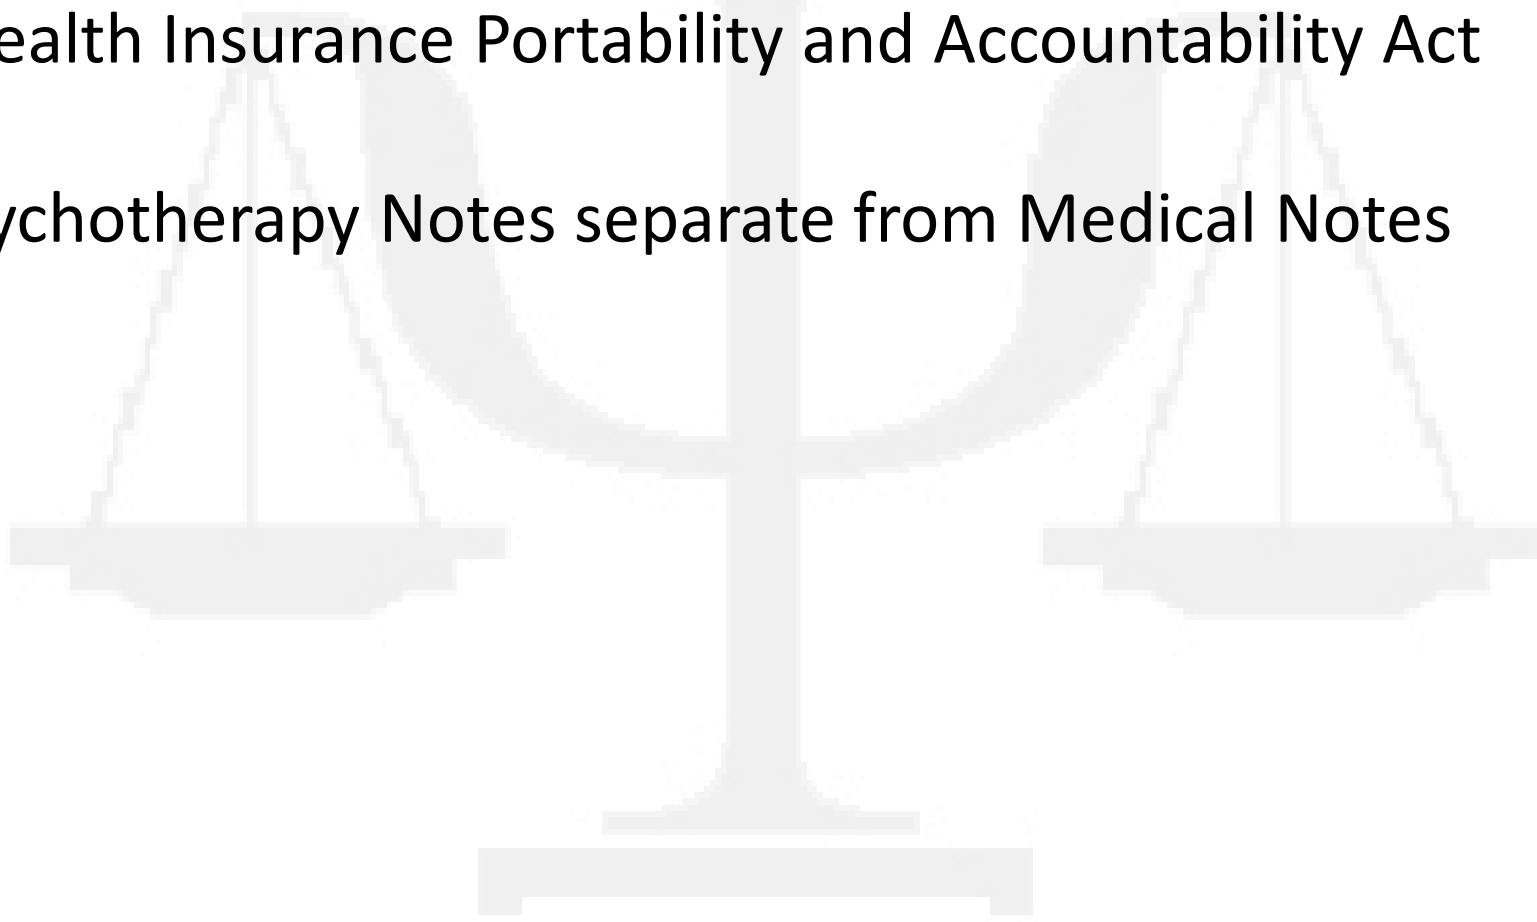 ealth Insurance Portability and Accountability Act
ychotherapy Notes separate from Medical Notes